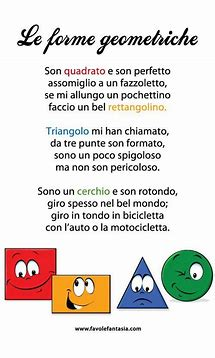 Le forme geometriche
Son quadrato e son perfetto
assomiglio a un fazzoletto,
se mi allungo un pochettino
faccio un bel rettangolino.
Triangolo mi han chiamato,
da tre punte son formato,
sono un poco spigoloso
ma non son pericoloso.
Sono un cerchio e son rotondo,
giro spesso nel bel mondo;
giro in tondo in bicicletta
con l'auto o la motocicletta.
www.favolefantasia.com